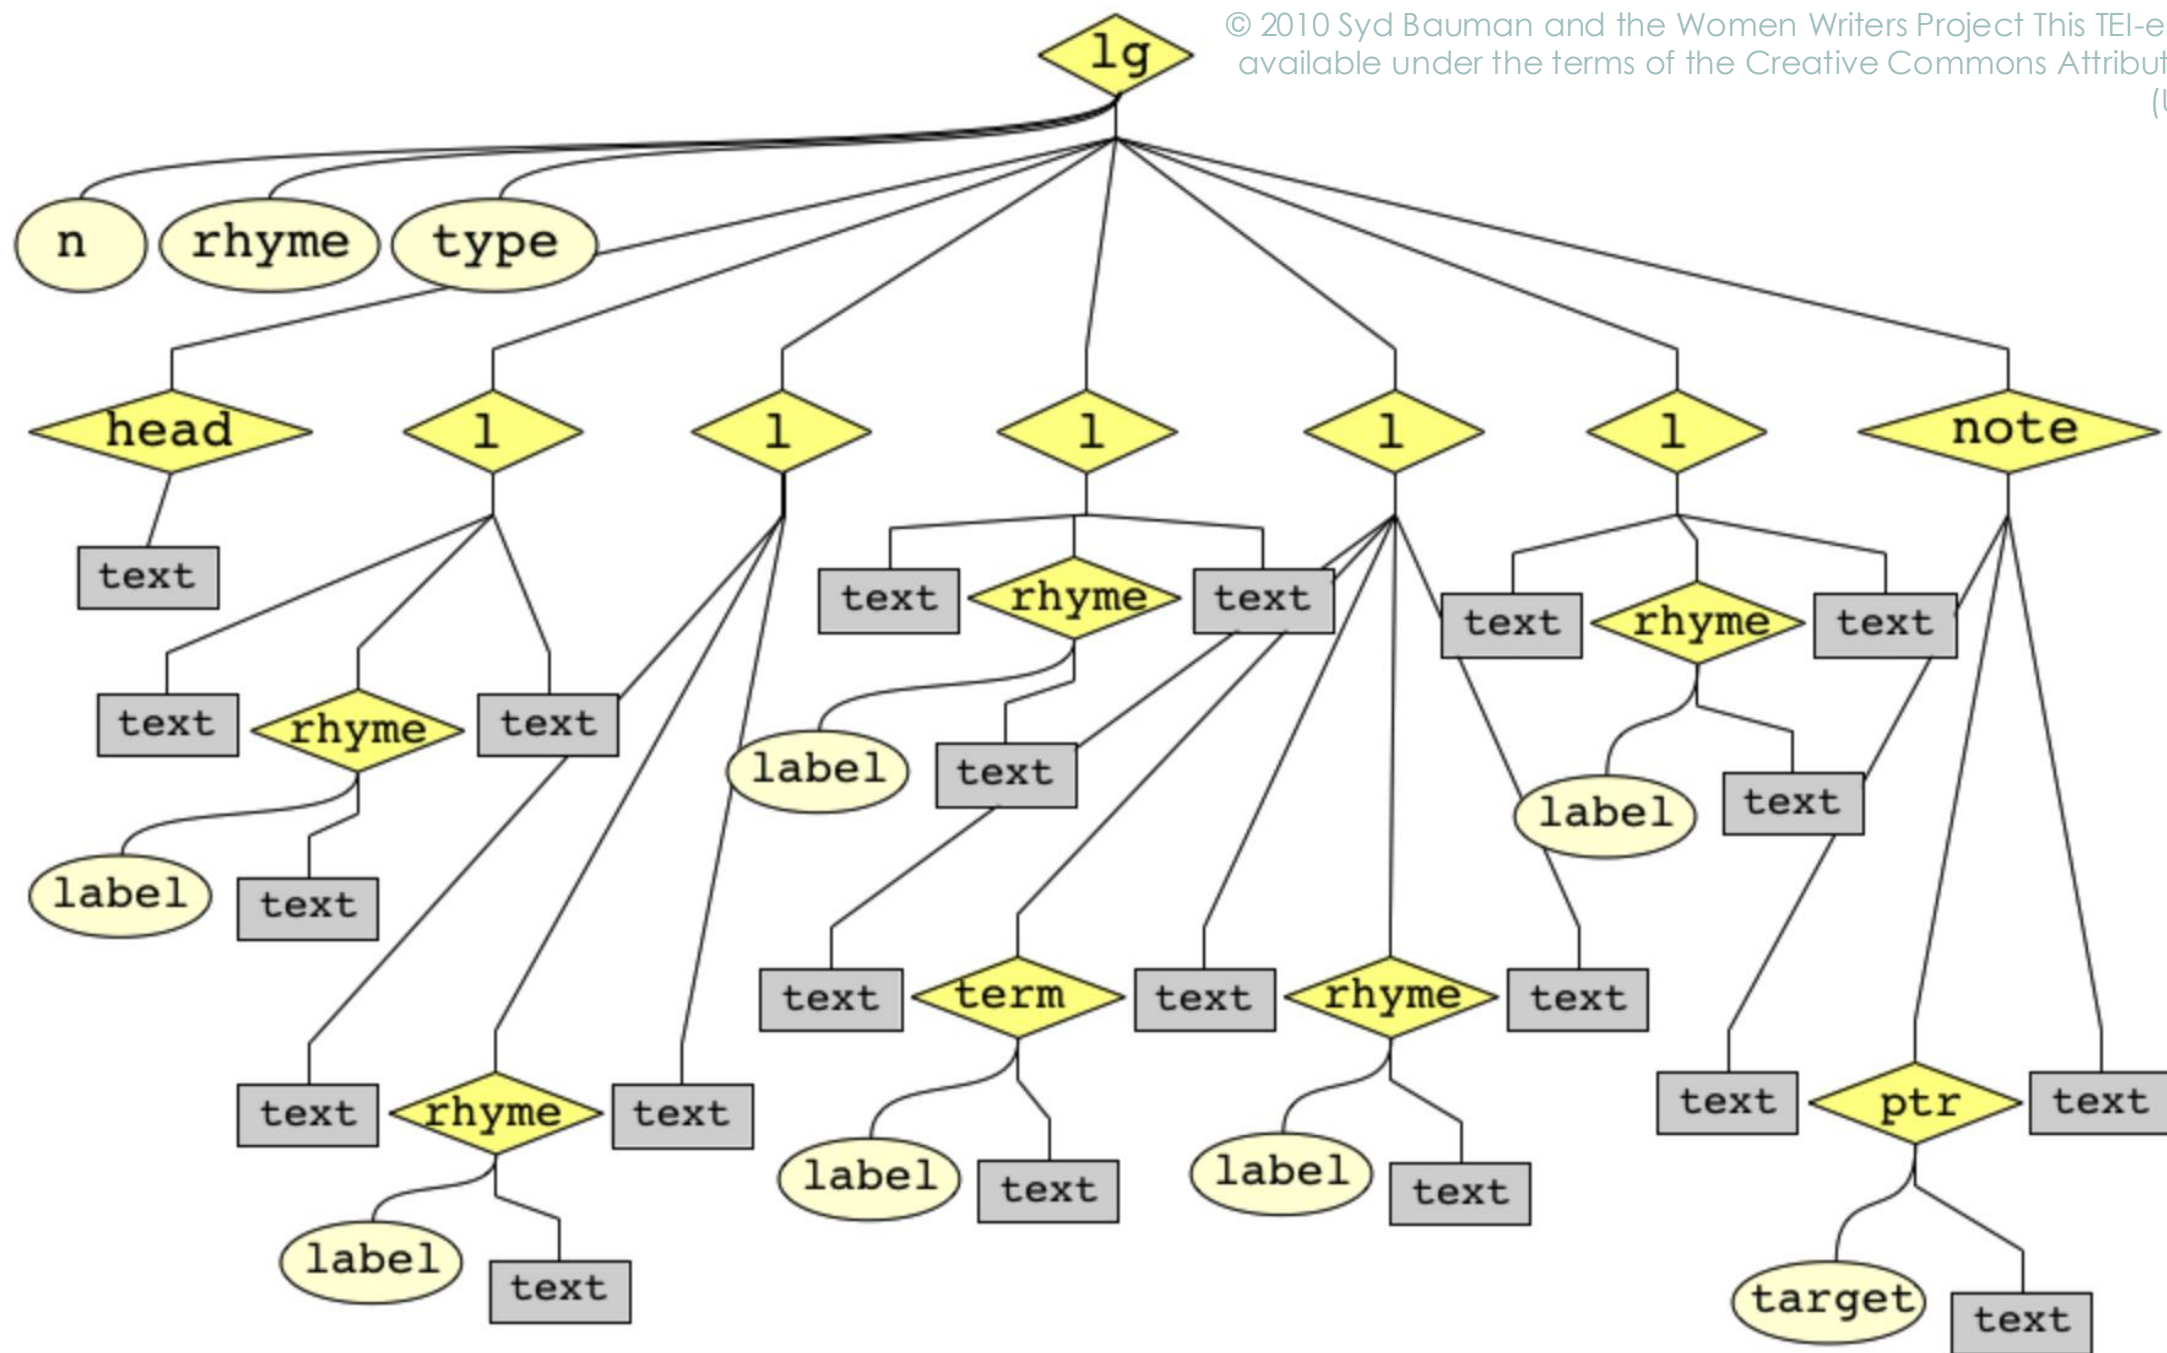 © 2010 Syd Bauman and the Women Writers Project This TEI-e
available under the terms of the Creative Commons Attribut
(U
lg
n rhyme type
head l l l l l note
text
text rhyme text
text rhyme text
text rhyme text
label text
label text
label text
text term text rhyme text
text rhyme text
text ptr text
label text
label text
label text
target text